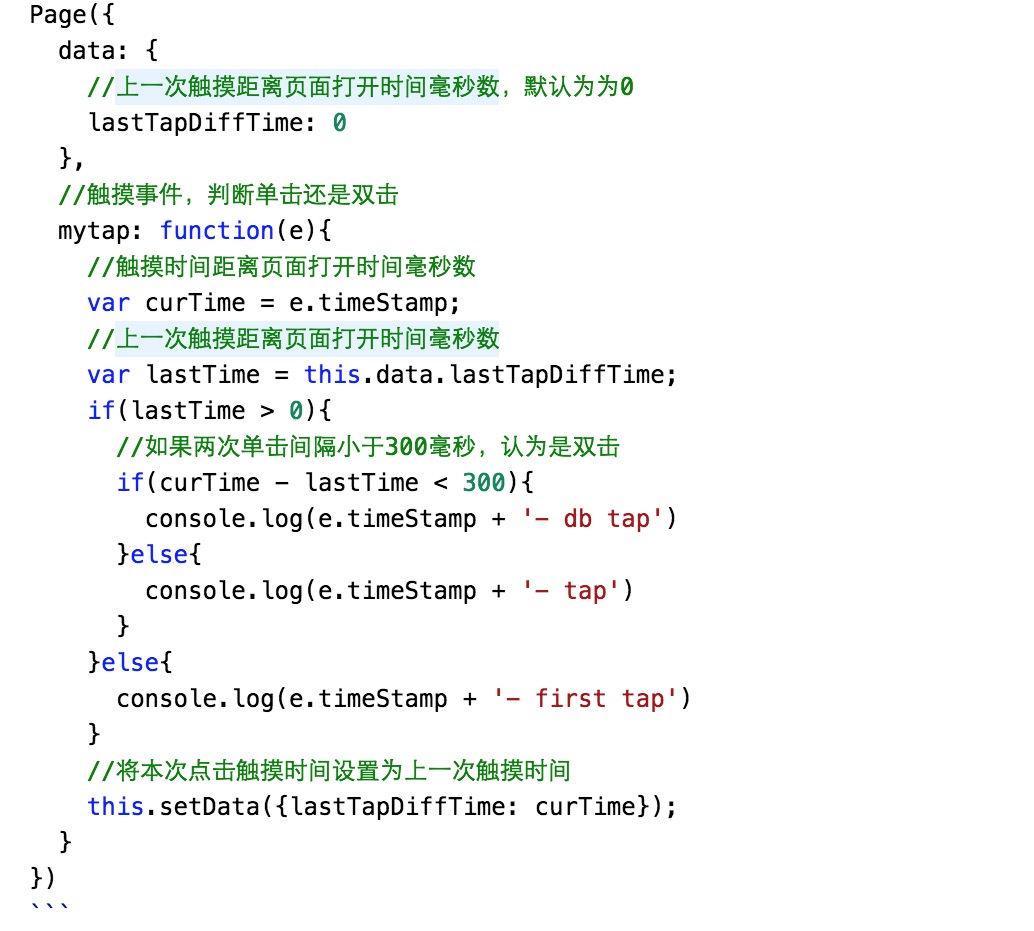 Page({
  data: {
    //上一次触摸距离页面打开时间毫秒数，默认为为0
    lastTapDiffTime: 0
  },
  //触摸事件，判断单击还是双击
  mytap: function(e){
    //触摸时间距离页面打开时间毫秒数
    var curTime = e.timeStamp;
    //上一次触摸距离页面打开时间毫秒数
    var lastTime = this.data.lastTapDiffTime;
    if(lastTime > 0){
      //如果两次单击间隔小于300毫秒，认为是双击
      if(curTime - lastTime < 300){
        console.log(e.timeStamp + '- db tap')
      }else{
        console.log(e.timeStamp + '- tap')
      }
    }else{
      console.log(e.timeStamp + '- first tap')
    }
    //将本次点击触摸时间设置为上一次触摸时间
    this.setData({lastTapDiffTime: curTime});
  }
})
```